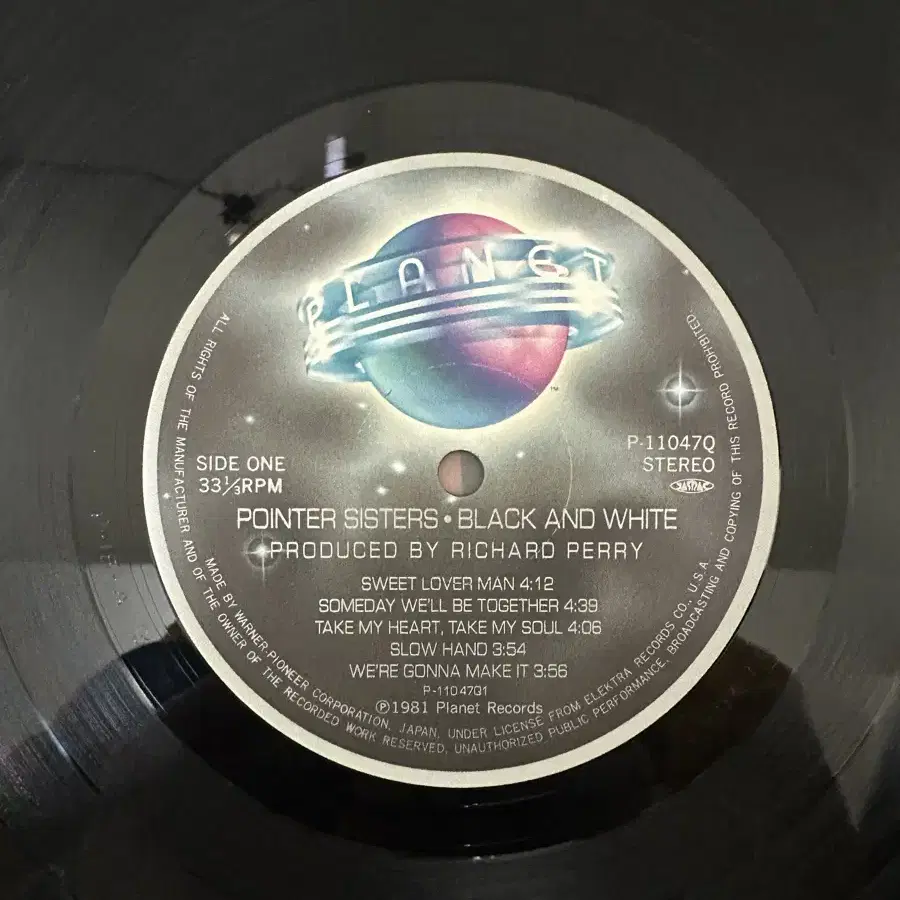 PLANET
TM
SIDE ONE
33⅓RPM
P-11047Q
STEREO
JASRAC
POINTER SISTERS • BLACK AND WHITE
PRODUCED BY RICHARD PERRY
SWEET LOVER MAN 4:12
SOMEDAY WE'LL BE TOGETHER 4:39
TAKE MY HEART, TAKE MY SOUL 4:06
SLOW HAND 3:54
WE'RE GONNA MAKE IT 3:56
P-11047Q1
Ⓟ1981 Planet Records
MADE BY WARNER-PIONEER CORPORATION, JAPAN, UNDER LICENSE FROM ELEKTRA RECORDS CO., U.S.A
ALL RIGHTS OF THE MANUFACTURER AND OF THE OWNER OF THE RECORDED WORK RESERVED, UNAUTHORIZED PUBLIC PERFORMANCE, BROADCASTING AND COPYING OF THIS RECORD PROHIBITED.